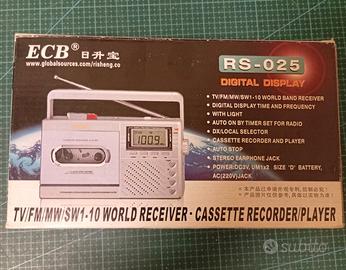 ECB® 日升宝
www.globalsources.com/risheng.co
RS-025
DIGITAL DISPLAY
• TV/FM/MW/SW1-10 WORLD BAND RECEIVER
• DIGITAL DISPLAY TIME AND FREQUENCY
• WITH LIGHT
• AUTO ON BY TIMER SET FOR RADIO
• DX/LOCAL SELECTOR
• CASSETTE RECORDER AND PLAYER
• AUTO STOP
• STEREO EARPHONE JACK
• POWER:DC3V, UM1x2 SIZE "D" BATTERY,
AC(220V)JACK
1009
TV/FM/MW/SW1-10 WORLD RECEIVER · CASSETTE RECORDER/PLAYER
subito